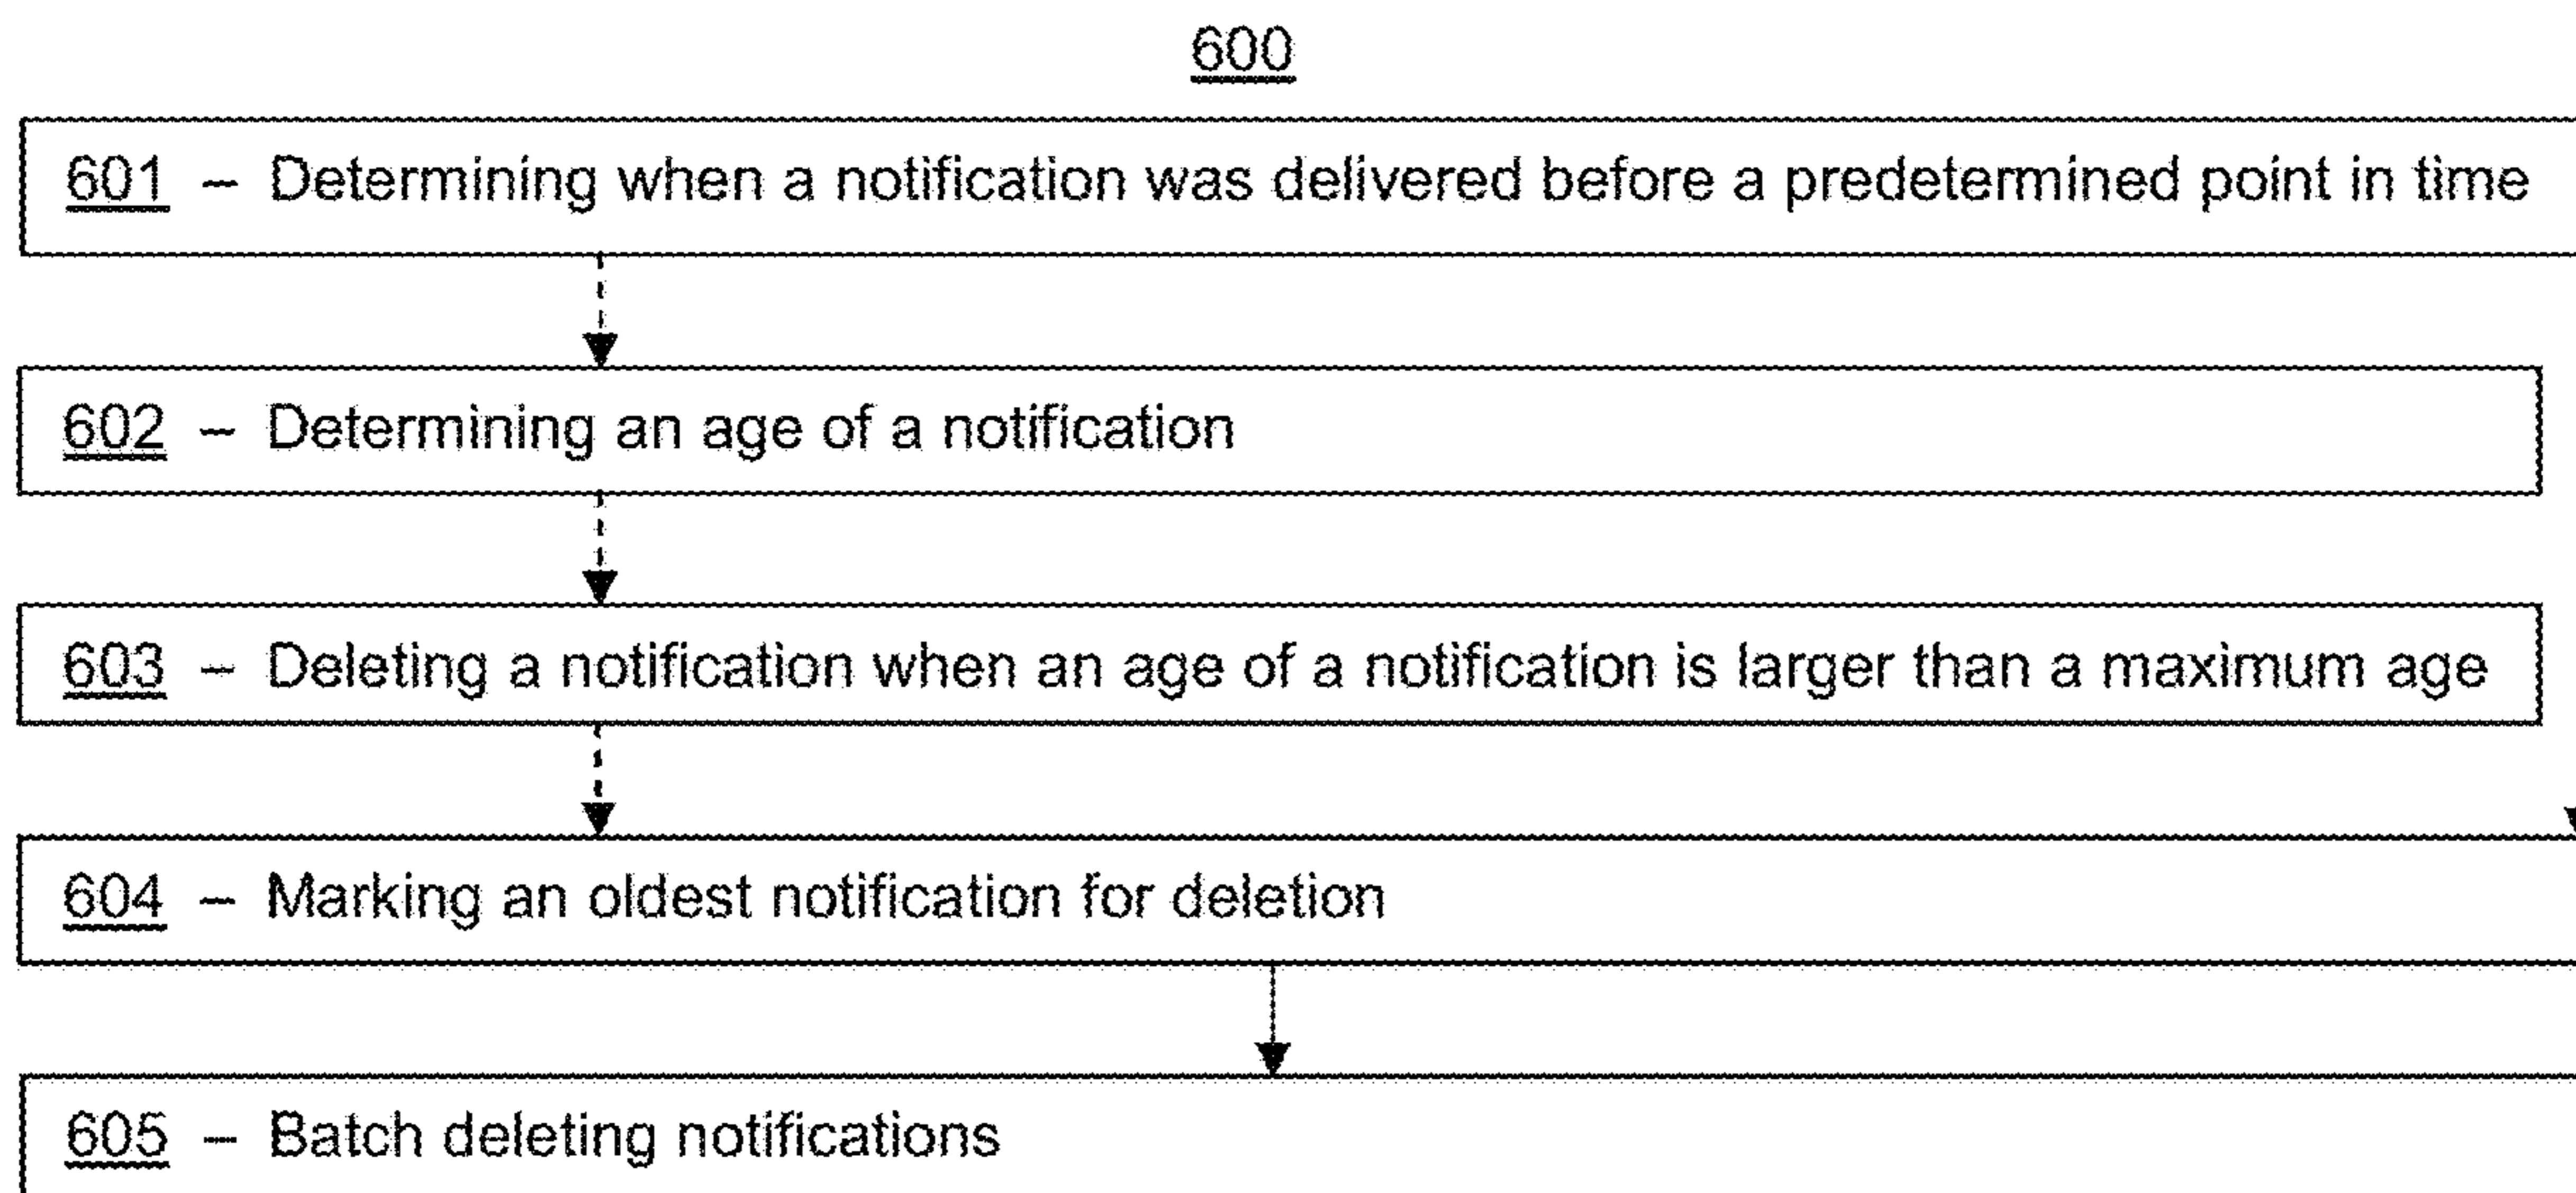 600
601 – Determining when a notification was delivered before a predetermined point in time
602 – Determining an age of a notification
603 – Deleting a notification when an age of a notification is larger than a maximum age
604 – Marking an oldest notification for deletion
605 – Batch deleting notifications